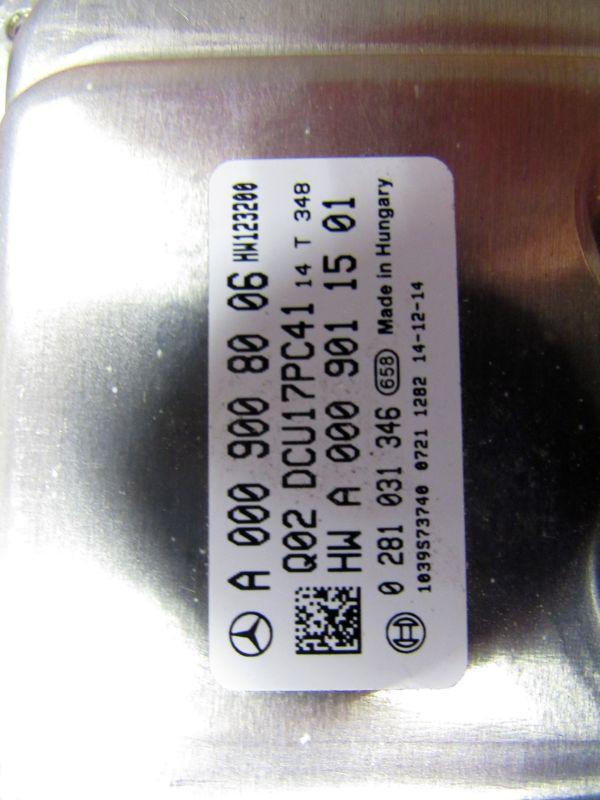 A 000 900 80 06 HW123200
Q02 DCU17PC41 14 T 348
HW A 000 901 15 01
0 281 031 346 658 Made in Hungary
1039S73740 0721 1282 14-12-14